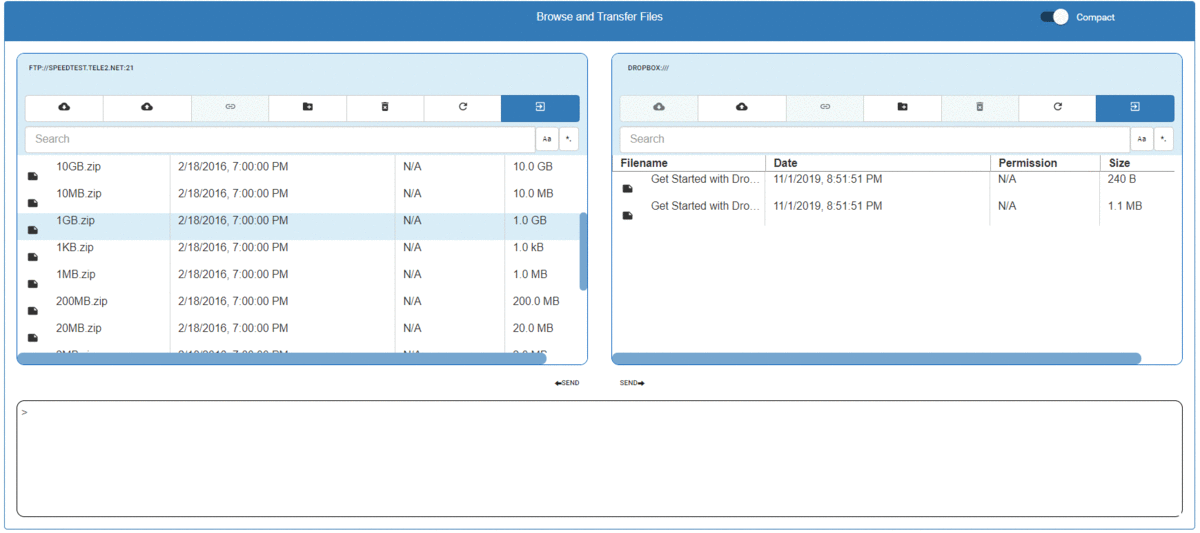 Browse and Transfer Files
Compact
FTP://SPEEDTEST.TELE2.NET:21
Search
Aa
*.
10GB.zip 2/18/2016, 7:00:00 PM N/A 10.0 GB
10MB.zip 2/18/2016, 7:00:00 PM N/A 10.0 MB
1GB.zip 2/18/2016, 7:00:00 PM N/A 1.0 GB
1KB.zip 2/18/2016, 7:00:00 PM N/A 1.0 kB
1MB.zip 2/18/2016, 7:00:00 PM N/A 1.0 MB
200MB.zip 2/18/2016, 7:00:00 PM N/A 200.0 MB
20MB.zip 2/18/2016, 7:00:00 PM N/A 20.0 MB
DROPBOX:///
Search
Aa
*.
Filename Date Permission Size
Get Started with Dro... 11/1/2019, 8:51:51 PM N/A 240 B
Get Started with Dro... 11/1/2019, 8:51:51 PM N/A 1.1 MB
SEND
SEND
>